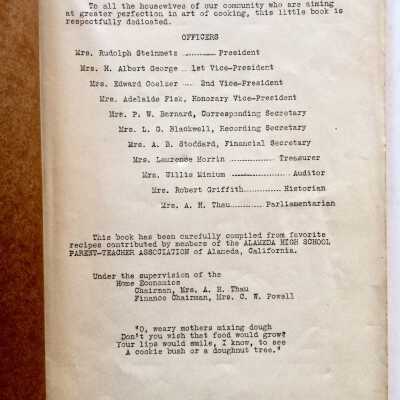 To all the housewives of our community who are aiming
at greater perfection in art of cooking, this little book is
respectfully dedicated.
OFFICERS
Mrs. Rudolph Steinmetz ............ President
Mrs. H. Albert George ... 1st Vice-President
Mrs. Edward Coelzer ... 2nd Vice-President
Mrs. Adelaide Fisk, Honorary Vice-President
Mrs. P. W. Bernard, Corresponding Secretary
Mrs. L. G. Blackwell, Recording Secretary
Mrs. A. B. Stoddard, Financial Secretary
Mrs. Laurence Morrin ............... Treasurer
Mrs. Willis Minium ............. Auditor
Mrs. Robert Griffith ............ Historian
Mrs. A. H. Thau ........... Parliamentarian
This book has been carefully compiled from favorite
recipes contributed by members of the ALAMEDA HIGH SCHOOL
PARENT-TEACHER ASSOCIATION of Alameda, California.
Under the supervision of the
Home Economics
Chairman, Mrs. A. H. Thau
Finance Chairman, Mrs. C. W. Powell
"O, weary mothers mixing dough
Don't you wish that food would grow?
Your lips would smile, I know, to see
A cookie bush or a doughnut tree."